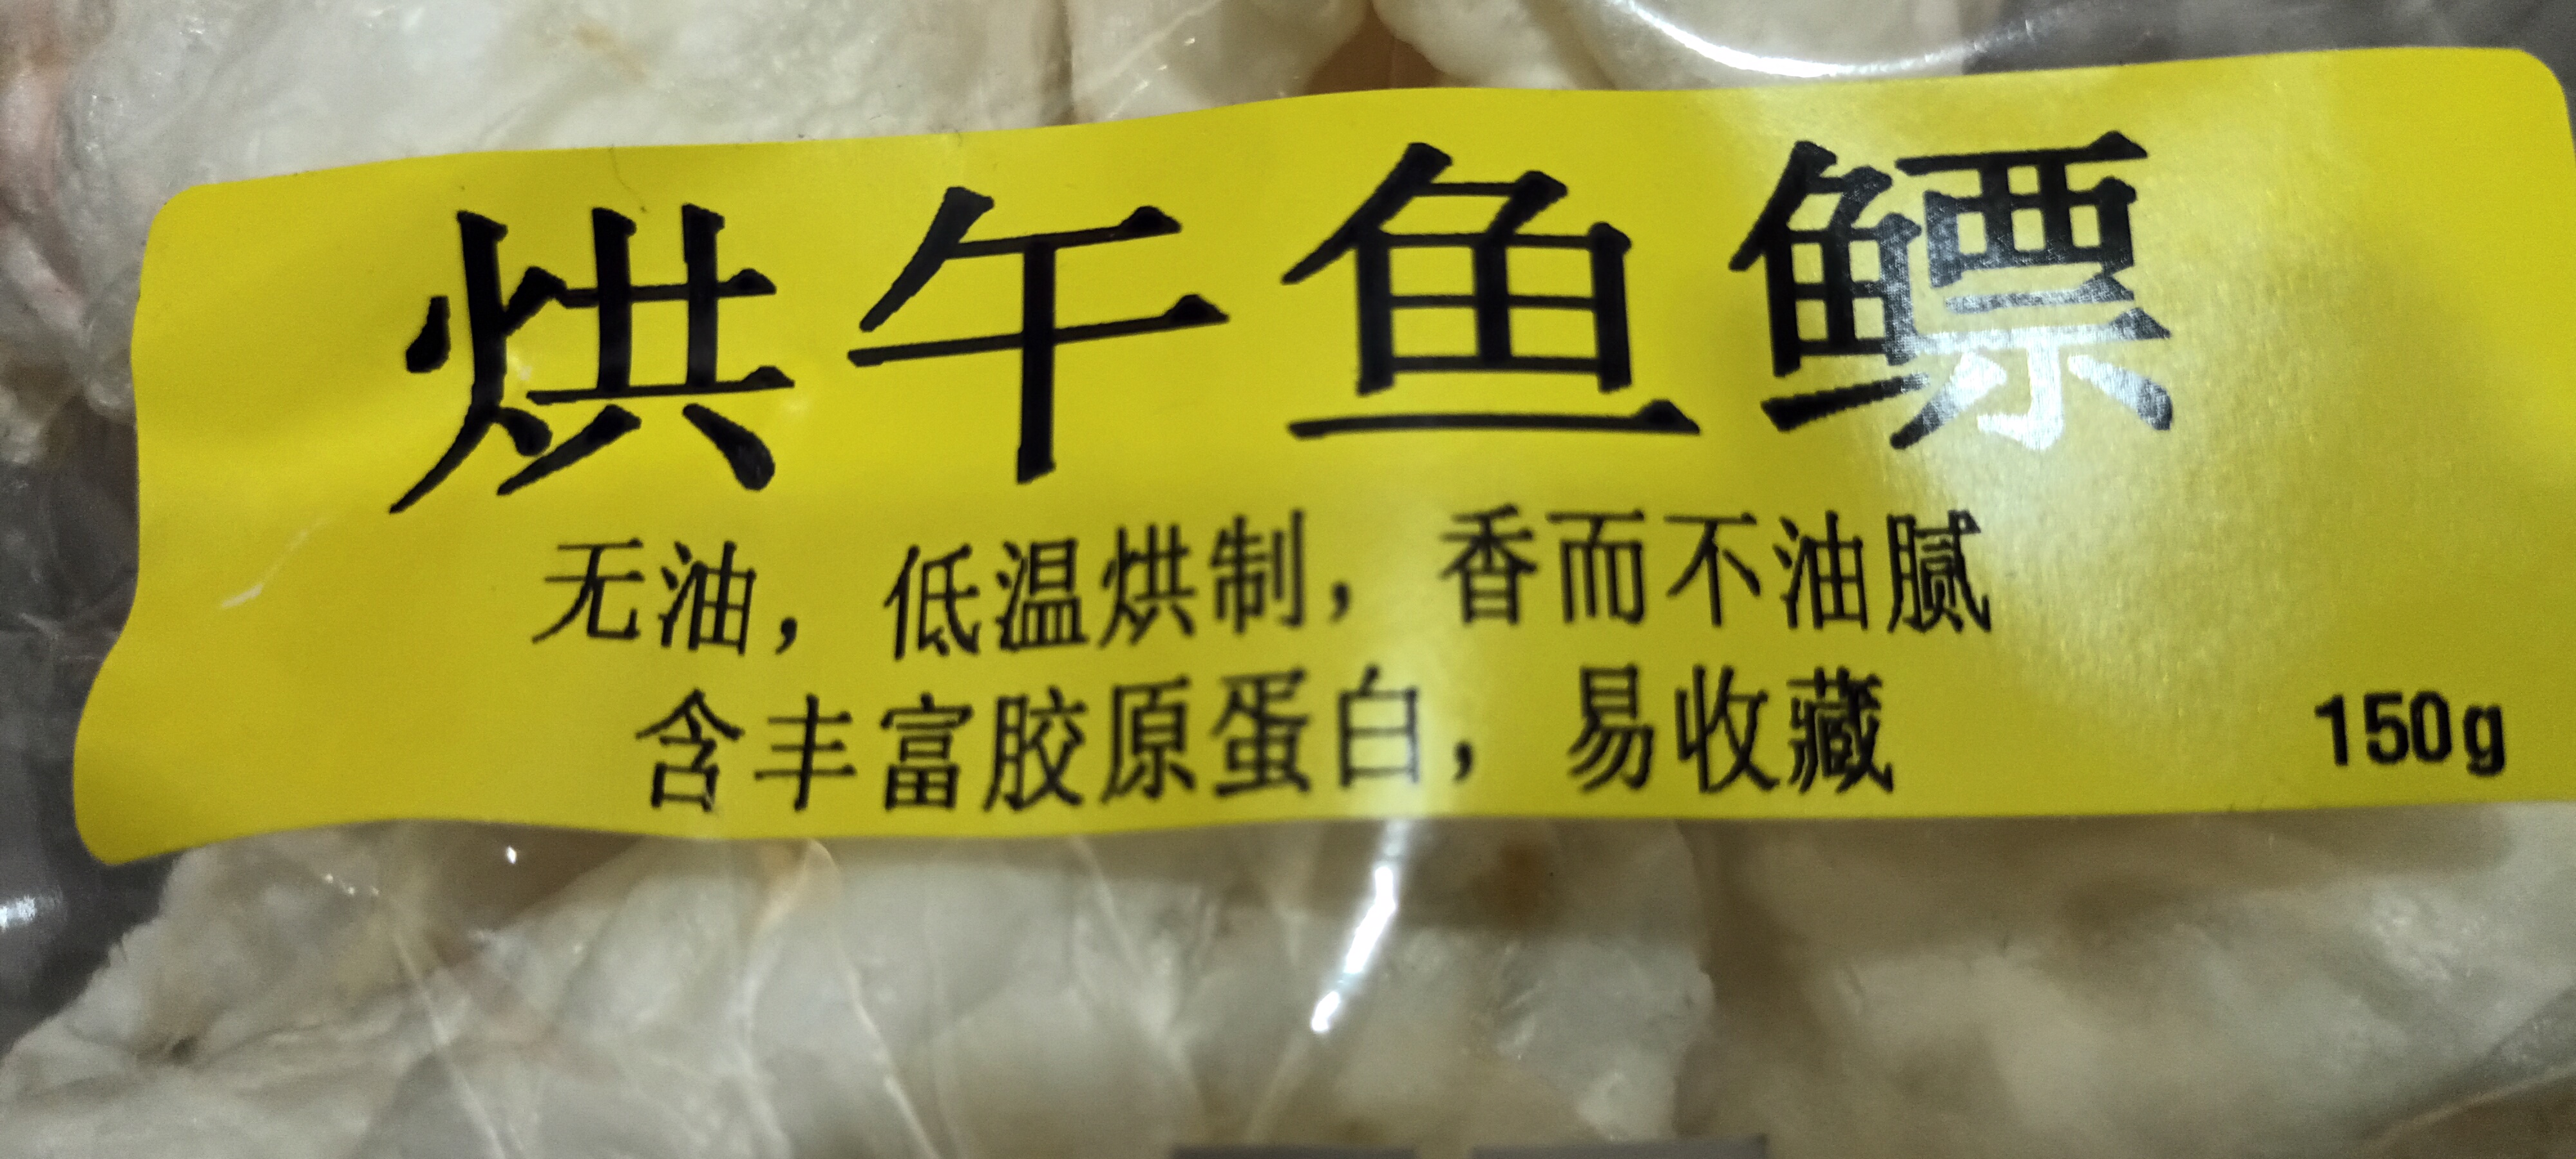 烘午鱼鳔
无油，低温烘制，香而不油腻
含丰富胶原蛋白，易收藏
150g